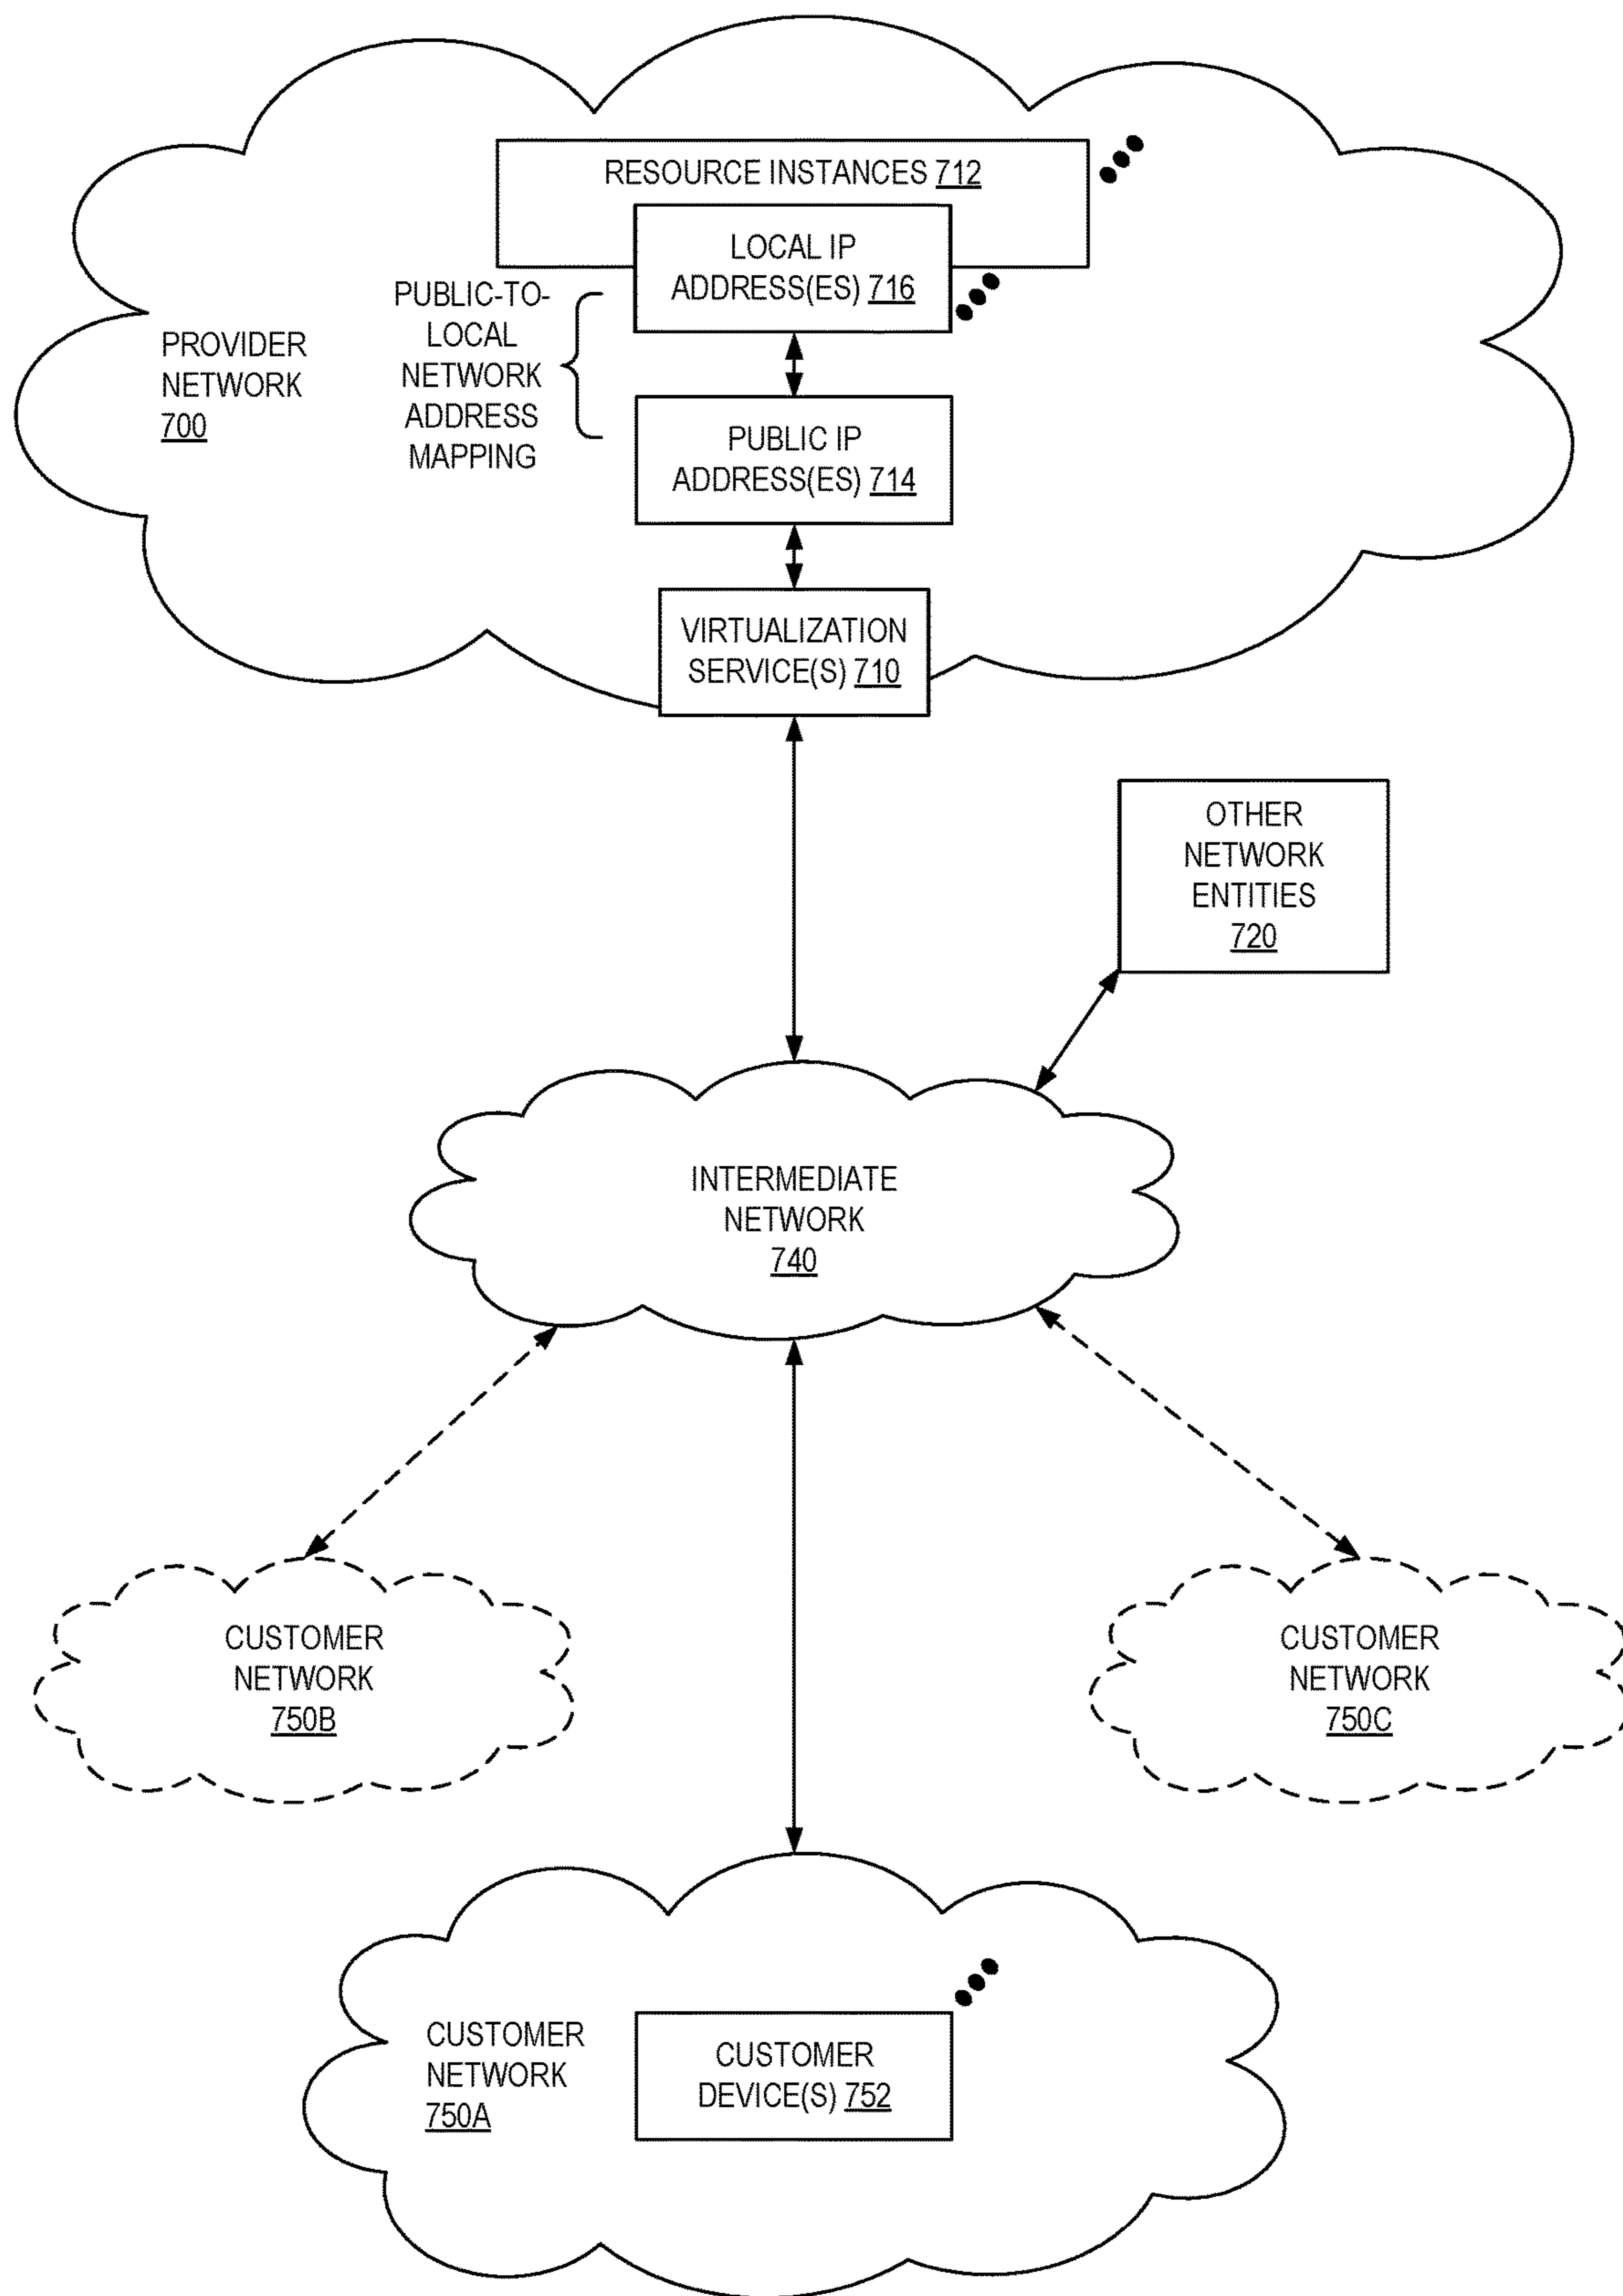 RESOURCE INSTANCES 712
LOCAL IP
ADDRESS(ES) 716
PUBLIC-TO-
LOCAL
NETWORK
ADDRESS
MAPPING
PROVIDER
NETWORK
700
PUBLIC IP
ADDRESS(ES) 714
VIRTUALIZATION
SERVICE(S) 710
OTHER
NETWORK
ENTITIES
720
INTERMEDIATE
NETWORK
740
CUSTOMER
NETWORK
750B
CUSTOMER
NETWORK
750C
CUSTOMER
NETWORK
750A
CUSTOMER
DEVICE(S) 752